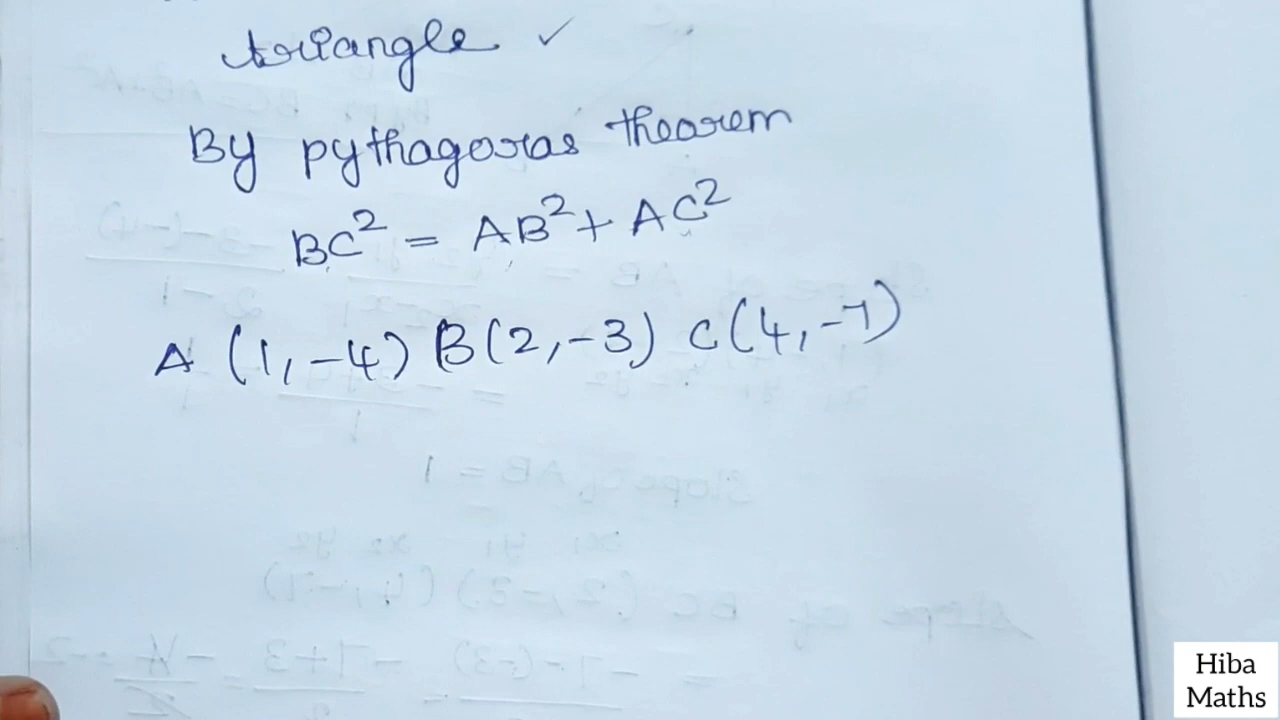 triangle ✓
By pythagoras theorem
BC² = AB² + AC²
A (1, -4) B(2, -3) C(4, -7)
Hiba
Maths